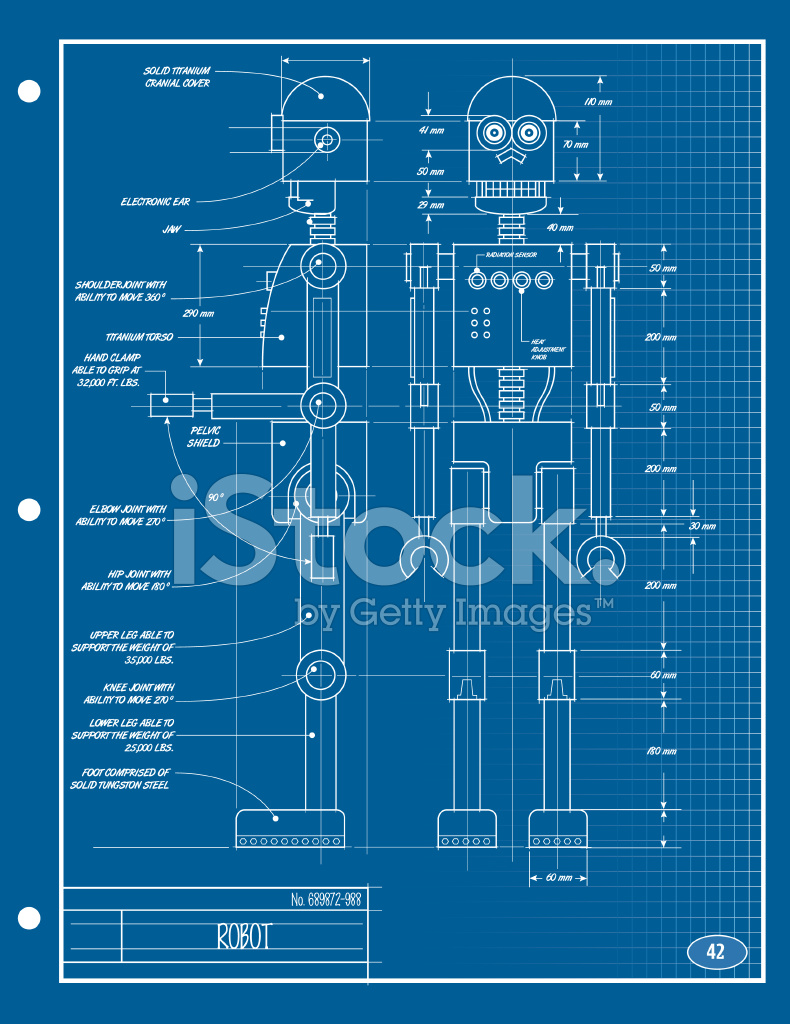 SOLID TITANIUM
CRANIAL COVER
ELECTRONIC EAR
JAW
SHOULDER JOINT WITH
ABILITY TO MOVE 360°
290 mm
TITANIUM TORSO
HAND CLAMP
ABLE TO GRIP AT
32,000 FT. LBS.
PELVIC
SHIELD
90°
ELBOW JOINT WITH
ABILITY TO MOVE 270°
HIP JOINT WITH
ABILITY TO MOVE 180°
UPPER LEG ABLE TO
SUPPORT THE WEIGHT OF
35,000 LBS.
KNEE JOINT WITH
ABILITY TO MOVE 270°
LOWER LEG ABLE TO
SUPPORT THE WEIGHT OF
25,000 LBS.
FOOT COMPRISED OF
SOLID TUNGSTON STEEL
110 mm
41 mm
70 mm
50 mm
29 mm
40 mm
RADIATOR SENSOR
HEAT
ADJUSTMENT
KNOB
50 mm
200 mm
50 mm
200 mm
30 mm
200 mm
60 mm
180 mm
60 mm
iStock.
by Getty Images™
No. 689872-988
ROBOT
42